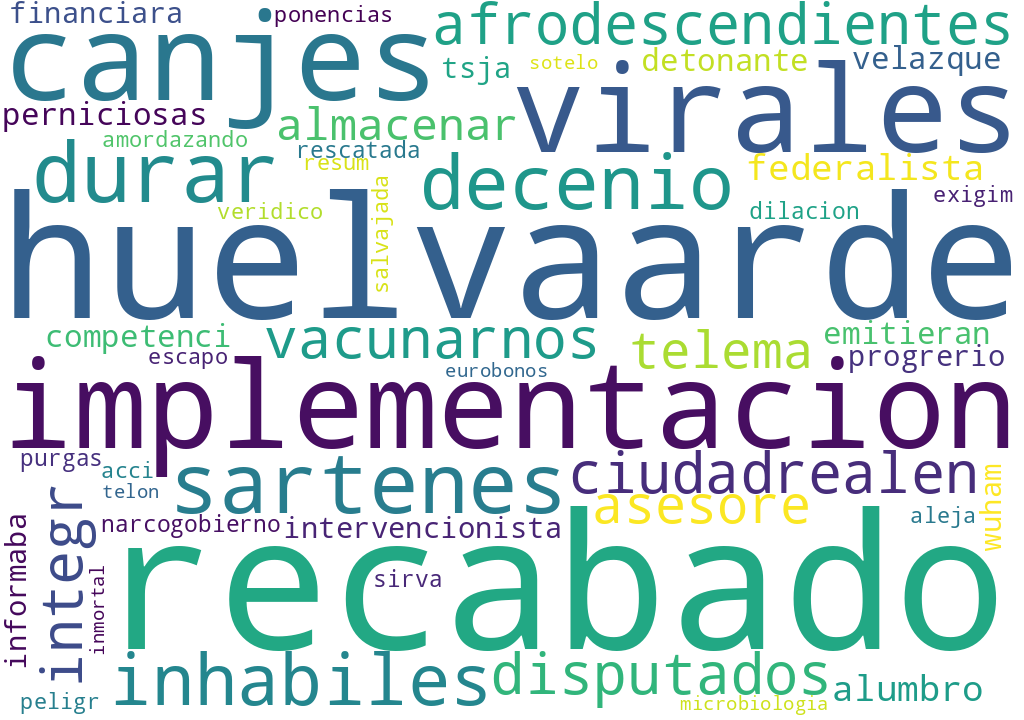 financiara
ponencias
canjes
afrodescendientes
tsja
sotelo
detonante
velazque
perniciosas
virales
amordazando
almacenar
rescatada
resum
durar
decenio
federalista
salvajada
exigim
veridico
dilacion
huelvaarde
competenci
vacunarnos
telema
emitieran
escapo
eurobonos
progrerio
implementacion
purgas
acci
telon
sartenes
ciudadrealen
wuham
integr
asesore
narcogobierno
intervencionista
aleja
informaba
inmortal
sirva
recabado
inhabiles
disputados
alumbro
peligr
microbiologia